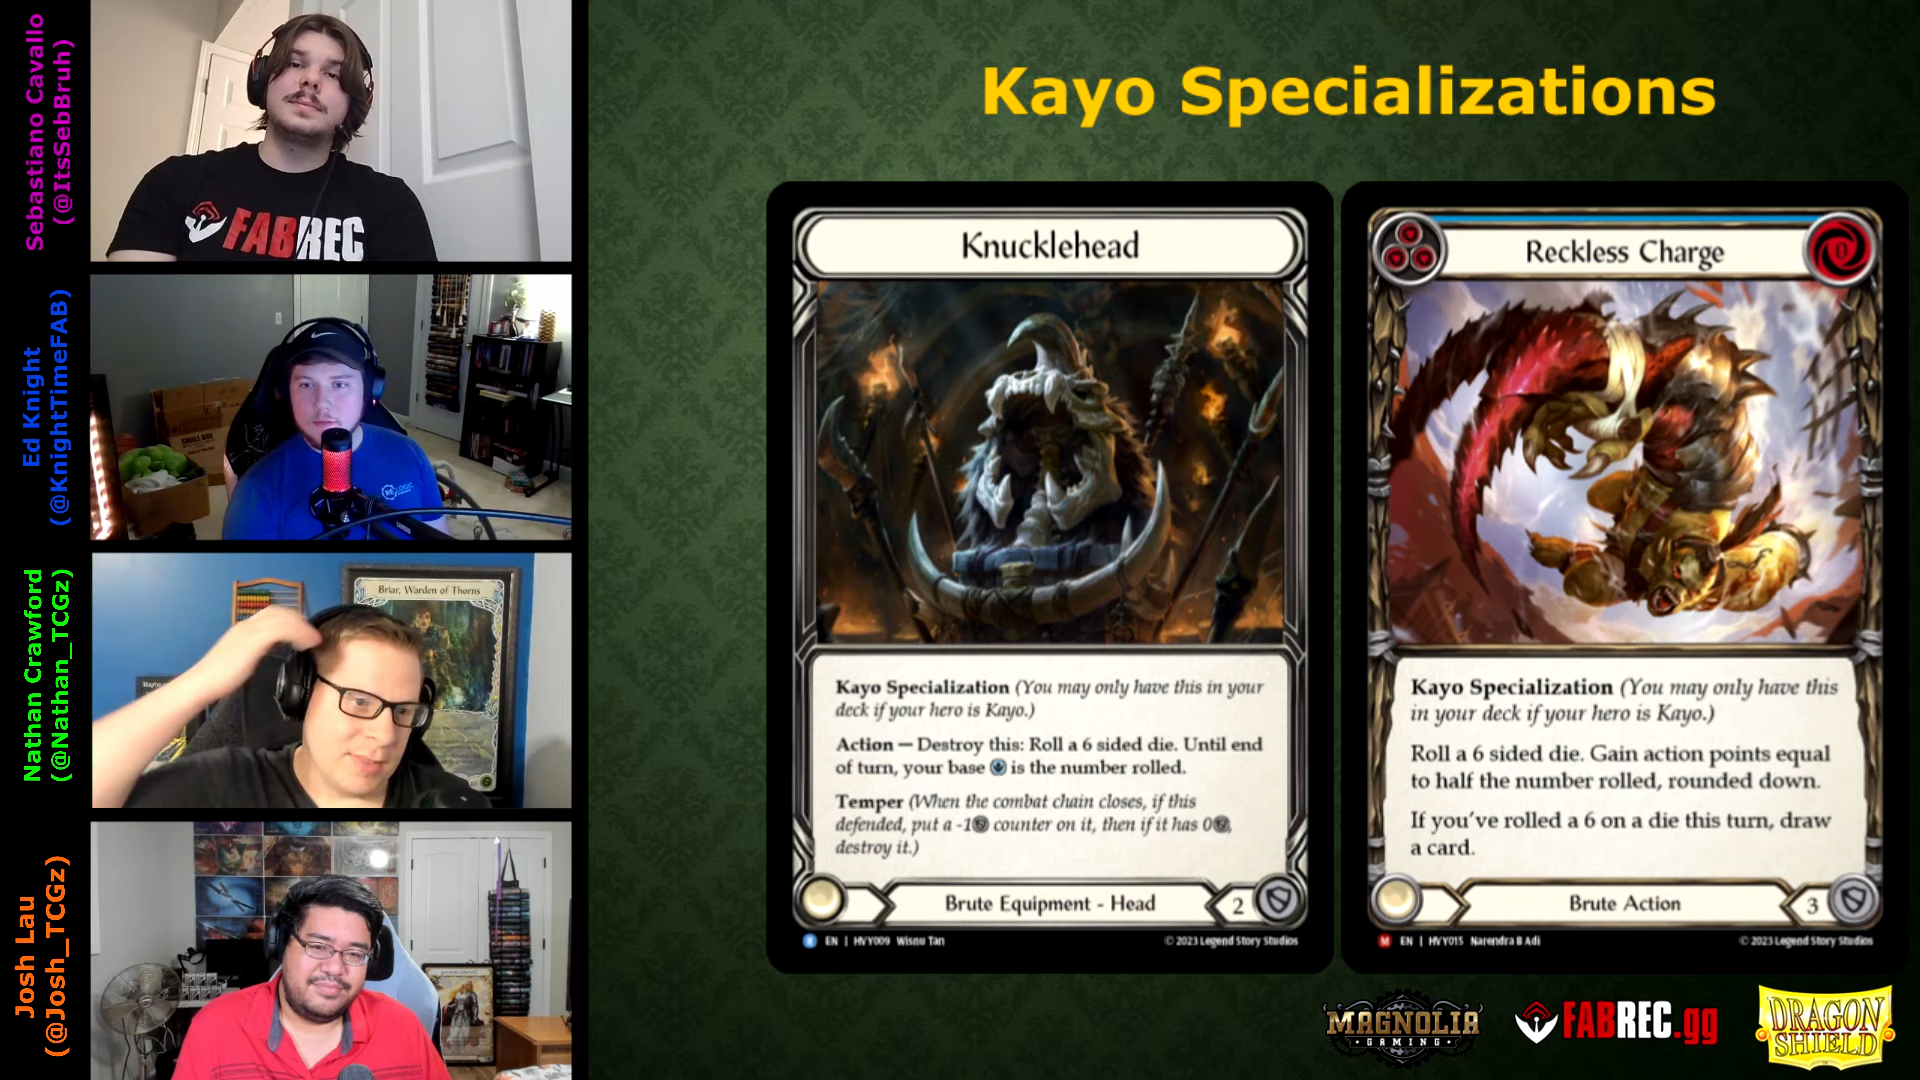 Sebastiano Cavallo
(@ItsSebBruh)
FABREC
Ed Knight
(@KnightTimeFAB)
SMALL BOX
Nathan Crawford
(@Nathan_TCGz)
Briar, Warden of Thorns
Josh Lau
(@Josh_TCGz)
Kayo Specializations
Knucklehead
Kayo Specialization (You may only have this in your
deck if your hero is Kayo.)
Action — Destroy this: Roll a 6 sided die. Until end
of turn, your base is the number rolled.
Temper (When the combat chain closes, if this
defended, put a -1 counter on it, then if it has 0,
destroy it.)
Brute Equipment - Head
2
R EN | HVY009 Wisnu Tan
© 2023 Legend Story Studios
Reckless Charge
0
Kayo Specialization (You may only have this
in your deck if your hero is Kayo.)
Roll a 6 sided die. Gain action points equal
to half the number rolled, rounded down.
If you've rolled a 6 on a die this turn, draw
a card.
Brute Action
3
M EN | HVY015 Narendra B Adi
© 2023 Legend Story Studios
MAGNOLIA
GAMING
FABREC.gg
DRAGON
SHIELD